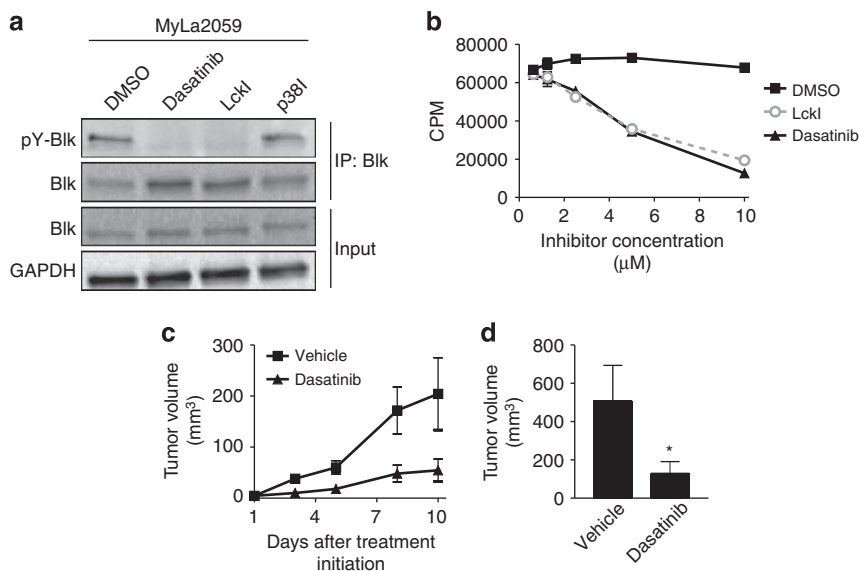 a
MyLa2059
DMSO
Dasatinib
LckI
p38I
pY-Blk
Blk
IP: Blk
Blk
GAPDH
Input
b
80000
60000
40000
20000
0
CPM
0 2 4 6 8 10
Inhibitor concentration
(μM)
DMSO
LckI
Dasatinib
c
300
200
100
0
Tumor volume
(mm³)
Vehicle
Dasatinib
1 4 7 10
Days after treatment
initiation
d
800
600
400
200
0
Tumor volume
(mm³)
*
Vehicle
Dasatinib